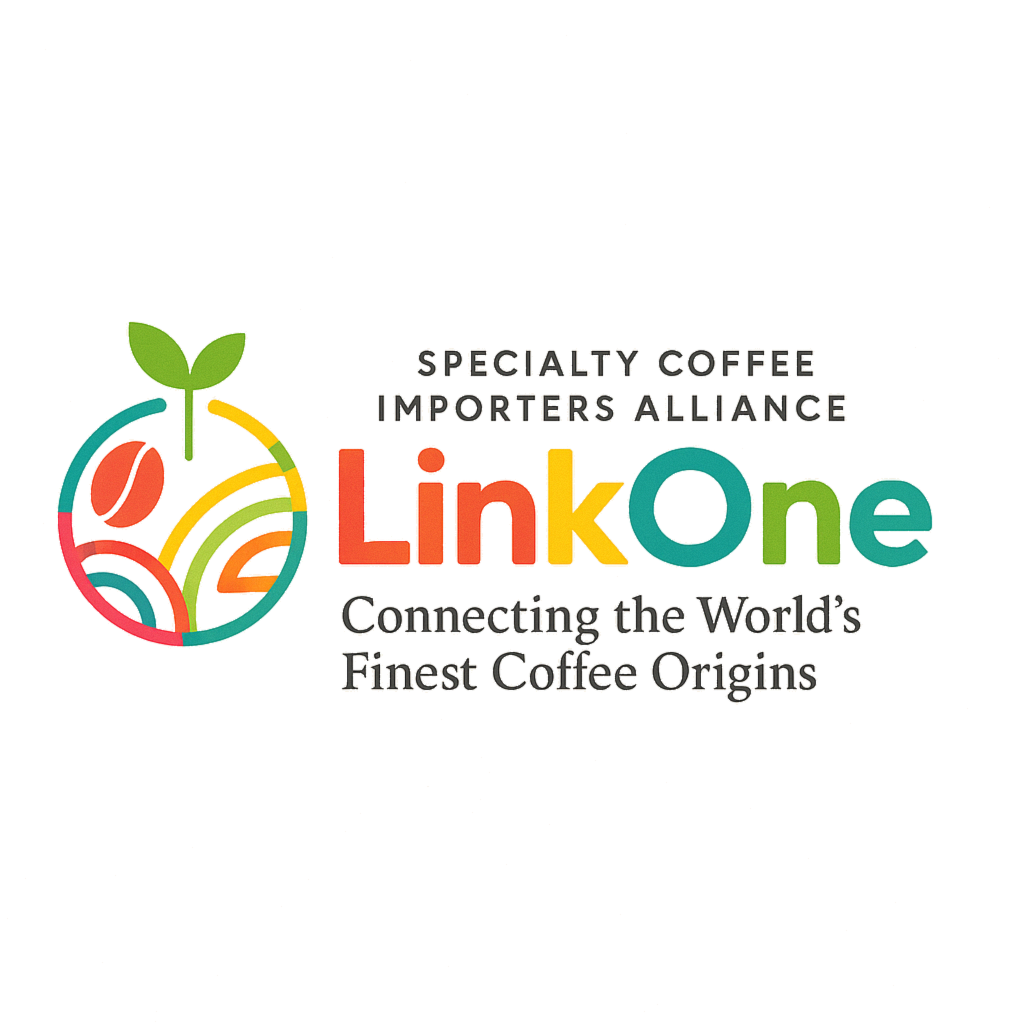 SPECIALTY COFFEE
IMPORTERS ALLIANCE
LinkOne
Connecting the World’s
Finest Coffee Origins